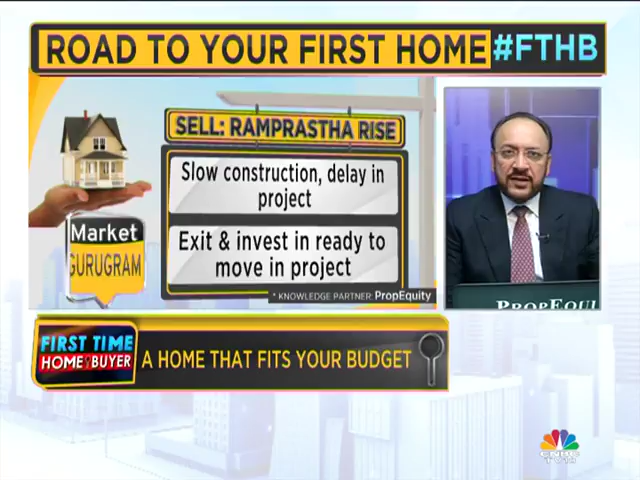 ROAD TO YOUR FIRST HOME #FTHB
SELL: RAMPRASTHA RISE
Slow construction, delay in
project
Exit & invest in ready to
move in project
Market
GURUGRAM
* KNOWLEDGE PARTNER: PropEquity
PROPEQUI
FIRST TIME
HOME BUYER
A HOME THAT FITS YOUR BUDGET
CNBC
TV18